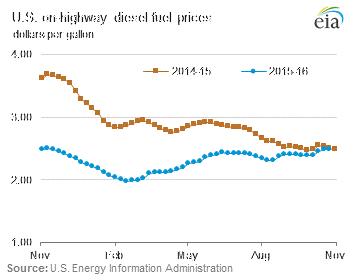 U.S. on-highway diesel fuel prices
dollars per gallon
eia
4.00
2014-15
2015-16
3.00
2.00
1.00
Nov
Feb
May
Aug
Nov
Source: U.S. Energy Information Administration